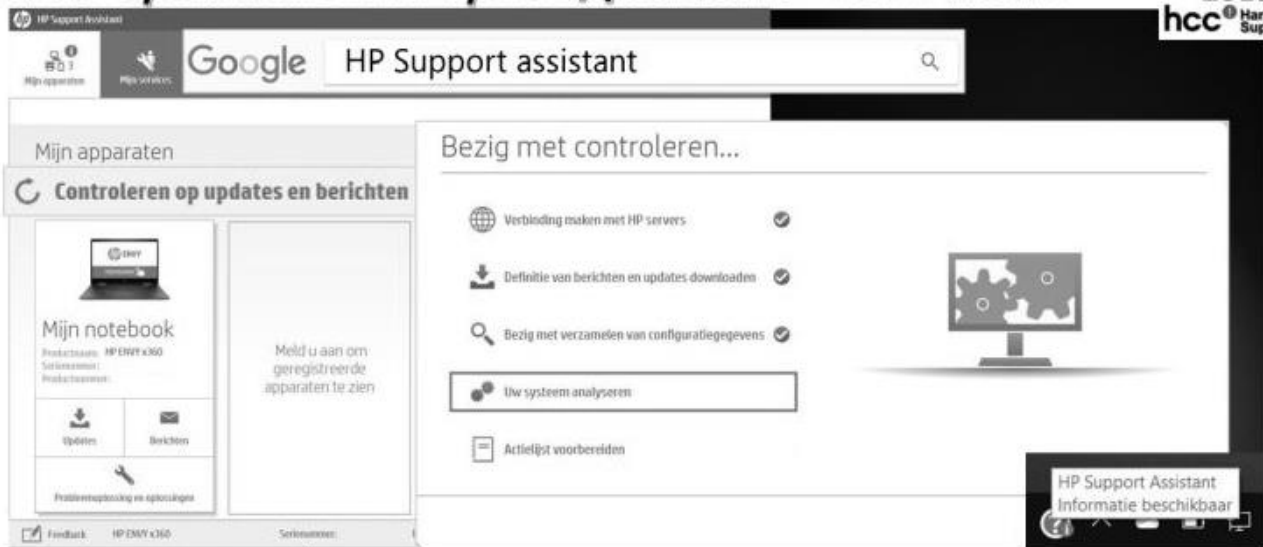 HP Support Assistant
hcc
Mijn apparaten
Mijn services
Google
HP Support assistant
Mijn apparaten
Controleren op updates en berichten
ENVY
Mijn notebook
Productnaam: HP ENVY x360
Serienummer:
Productnummer:
Updates
Berichten
Probleemoplossing en oplossingen
Meld u aan om
geregistreerde
apparaten te zien
Bezig met controleren...
Verbinding maken met HP servers
Definitie van berichten en updates downloaden
Bezig met verzamelen van configuratiegegevens
Uw systeem analyseren
Actielijst voorbereiden
HP Support Assistant
Informatie beschikbaar
Feedback
HP ENVY x360
Serienummer: